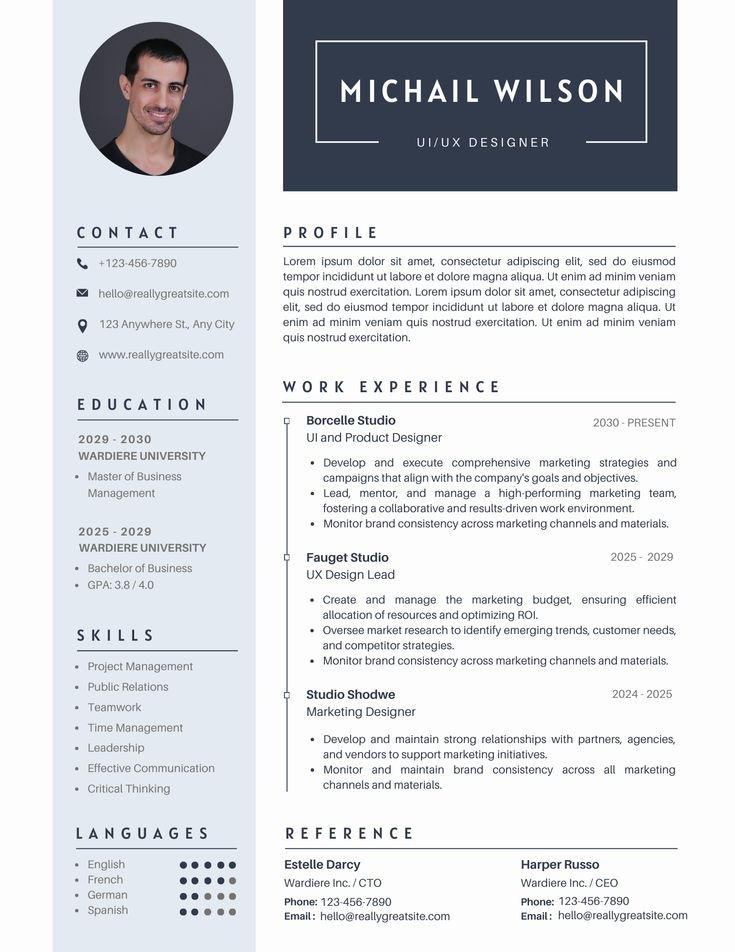 MICHAIL WILSON
UI/UX DESIGNER
CONTACT
+123-456-7890
hello@reallygreatsite.com
123 Anywhere St., Any City
www.reallygreatsite.com
EDUCATION
2029 - 2030
WARDIERE UNIVERSITY
• Master of Business
Management
2025 - 2029
WARDIERE UNIVERSITY
• Bachelor of Business
• GPA: 3.8 / 4.0
SKILLS
• Project Management
• Public Relations
• Teamwork
• Time Management
• Leadership
• Effective Communication
• Critical Thinking
LANGUAGES
• English
• French
• German
• Spanish
PROFILE
Lorem ipsum dolor sit amet, consectetur adipiscing elit, sed do eiusmod
tempor incididunt ut labore et dolore magna aliqua. Ut enim ad minim veniam
quis nostrud exercitation. Lorem ipsum dolor sit amet, consectetur adipiscing
elit, sed do eiusmod tempor incididunt ut labore et dolore magna aliqua. Ut
enim ad minim veniam quis nostrud exercitation. Ut enim ad minim veniam
quis nostrud exercitation.
WORK EXPERIENCE
Borcelle Studio 2030 - PRESENT
UI and Product Designer
• Develop and execute comprehensive marketing strategies and
campaigns that align with the company's goals and objectives.
• Lead, mentor, and manage a high-performing marketing team,
fostering a collaborative and results-driven work environment.
• Monitor brand consistency across marketing channels and materials.
Fauget Studio 2025 - 2029
UX Design Lead
• Create and manage the marketing budget, ensuring efficient
allocation of resources and optimizing ROI.
• Oversee market research to identify emerging trends, customer needs,
and competitor strategies.
• Monitor brand consistency across marketing channels and materials.
Studio Shodwe 2024 - 2025
Marketing Designer
• Develop and maintain strong relationships with partners, agencies,
and vendors to support marketing initiatives.
• Monitor and maintain brand consistency across all marketing
channels and materials.
REFERENCE
Estelle Darcy
Wardiere Inc. / CTO
Phone: 123-456-7890
Email : hello@reallygreatsite.com
Harper Russo
Wardiere Inc. / CEO
Phone: 123-456-7890
Email : hello@reallygreatsite.com